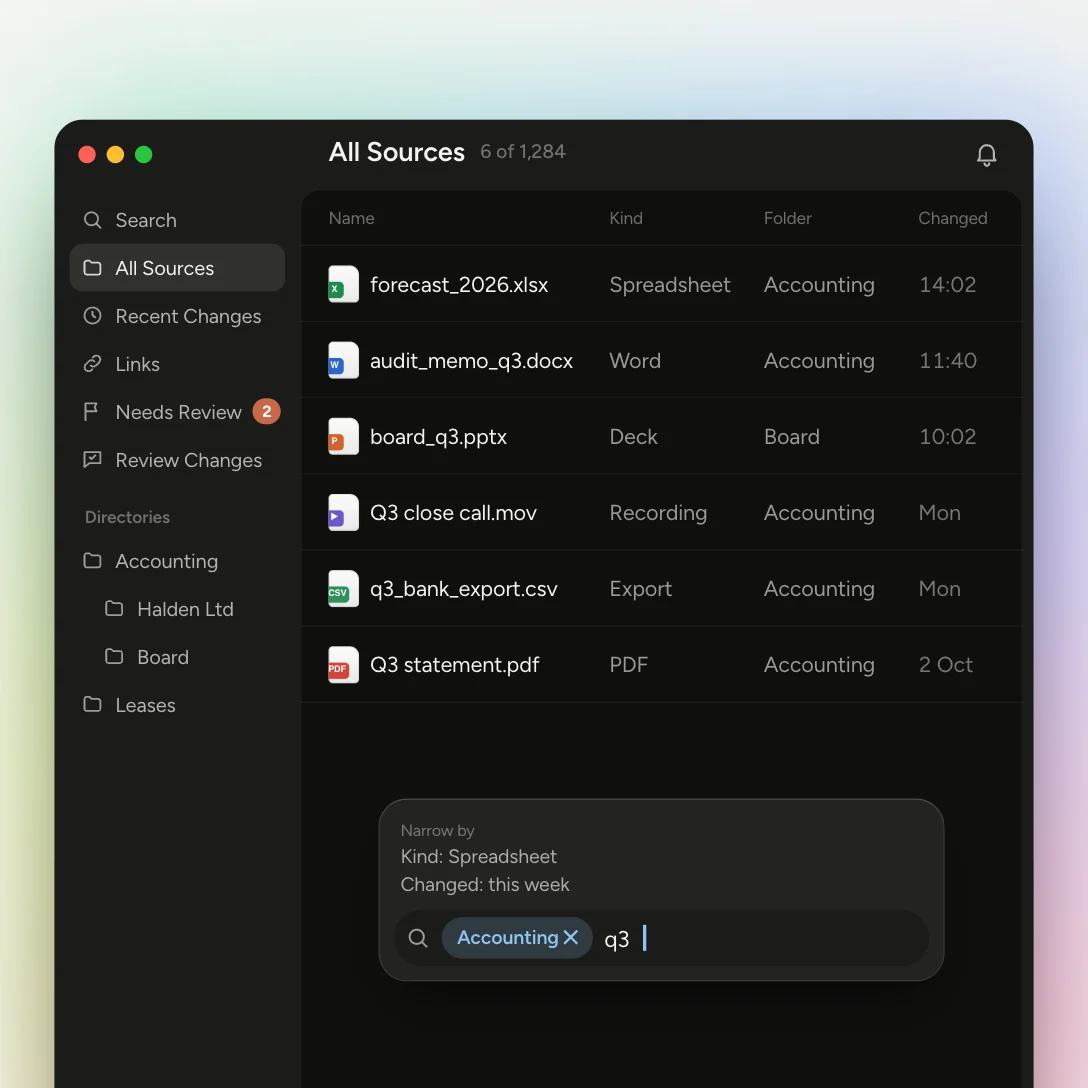 All Sources 6 of 1,284
Search
All Sources
Recent Changes
Links
Needs Review 2
Review Changes
Directories
Accounting
Halden Ltd
Board
Leases
Name Kind Folder Changed
X forecast_2026.xlsx Spreadsheet Accounting 14:02
W audit_memo_q3.docx Word Accounting 11:40
P board_q3.pptx Deck Board 10:02
Q3 close call.mov Recording Accounting Mon
CSV q3_bank_export.csv Export Accounting Mon
PDF Q3 statement.pdf PDF Accounting 2 Oct
Narrow by
Kind: Spreadsheet
Changed: this week
Accounting q3